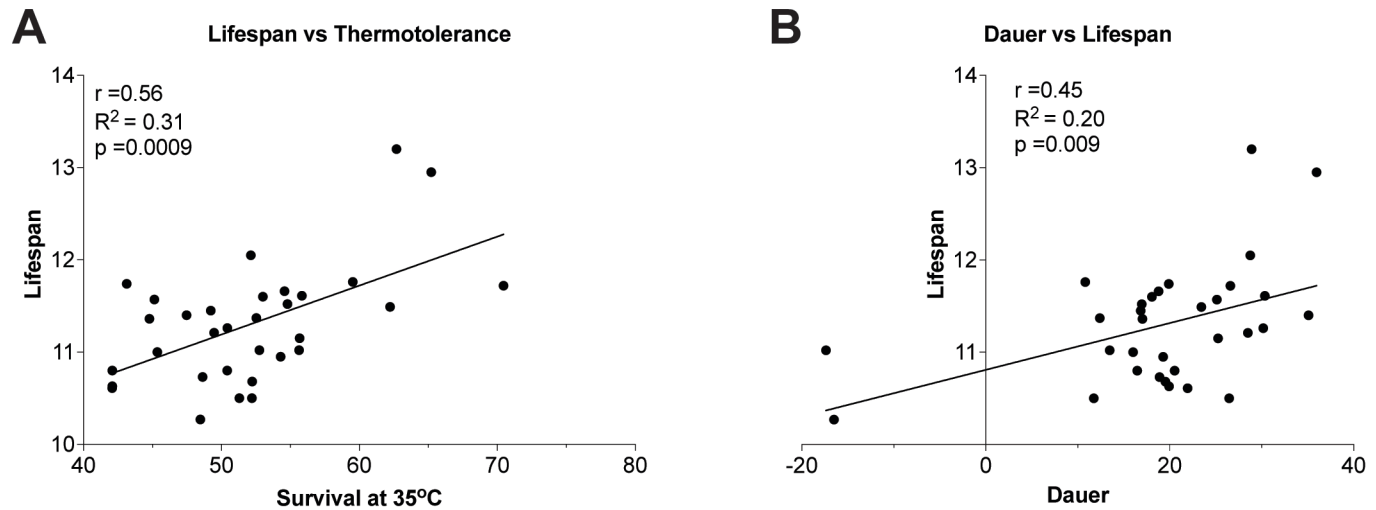 A
Lifespan vs Thermotolerance
r =0.56
R² = 0.31
p =0.0009
14
13
12
11
10
Lifespan
40
50
60
70
80
Survival at 35ºC
B
Dauer vs Lifespan
r =0.45
R² = 0.20
p =0.009
14
13
12
11
Lifespan
-20
0
20
40
Dauer